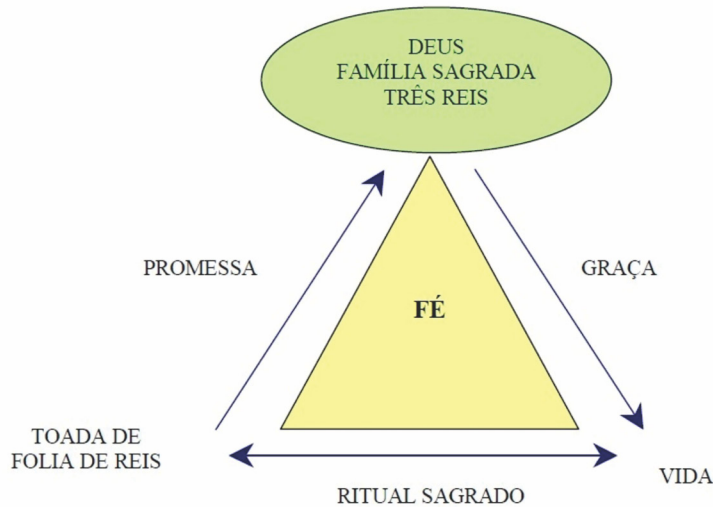 DEUS
FAMÍLIA SAGRADA
TRÊS REIS
PROMESSA
GRAÇA
FÉ
TOADA DE
FOLIA DE REIS
VIDA
RITUAL SAGRADO